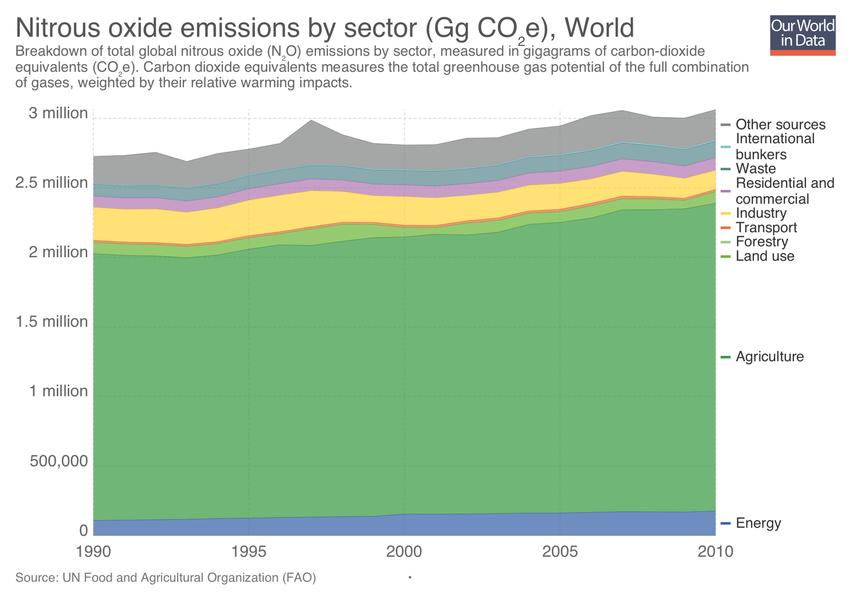 Nitrous oxide emissions by sector (Gg CO₂e), World
Our World
in Data
Breakdown of total global nitrous oxide (N₂O) emissions by sector, measured in gigagrams of carbon-dioxide
equivalents (CO₂e). Carbon dioxide equivalents measures the total greenhouse gas potential of the full combination
of gases, weighted by their relative warming impacts.
3 million
2.5 million
2 million
1.5 million
1 million
500,000
0
1990
1995
2000
2005
2010
Other sources
International
bunkers
Waste
Residential and
commercial
Industry
Transport
Forestry
Land use
Agriculture
Energy
Source: UN Food and Agricultural Organization (FAO)